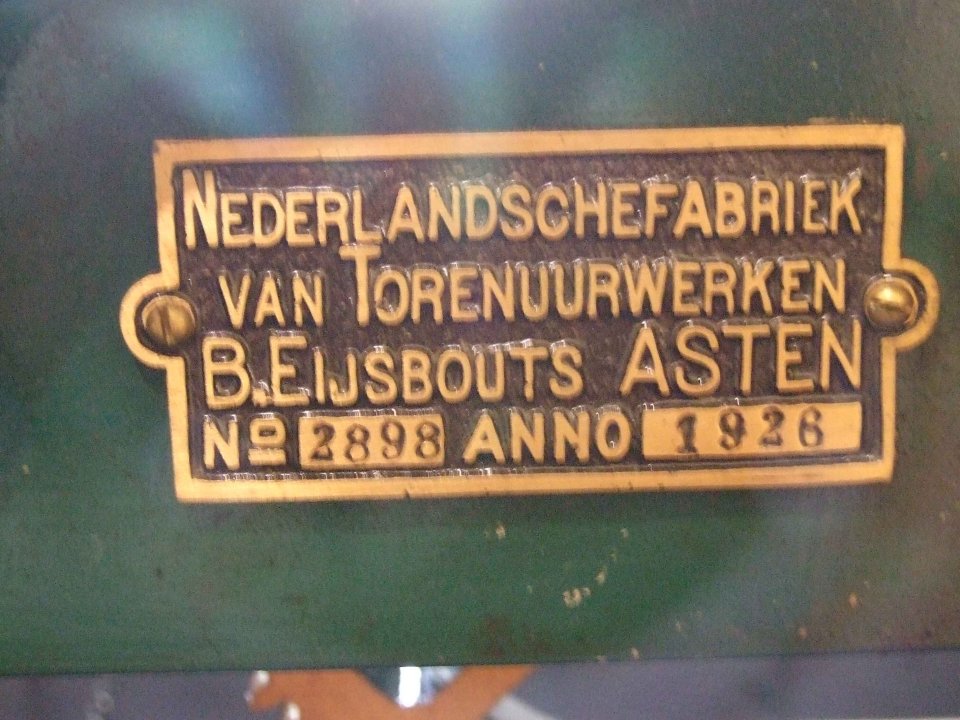 NEDERLANDSCHEFABRIEK
VAN TORENUURWERKEN
B.EIJSBOUTS ASTEN
No 2898 ANNO 1926